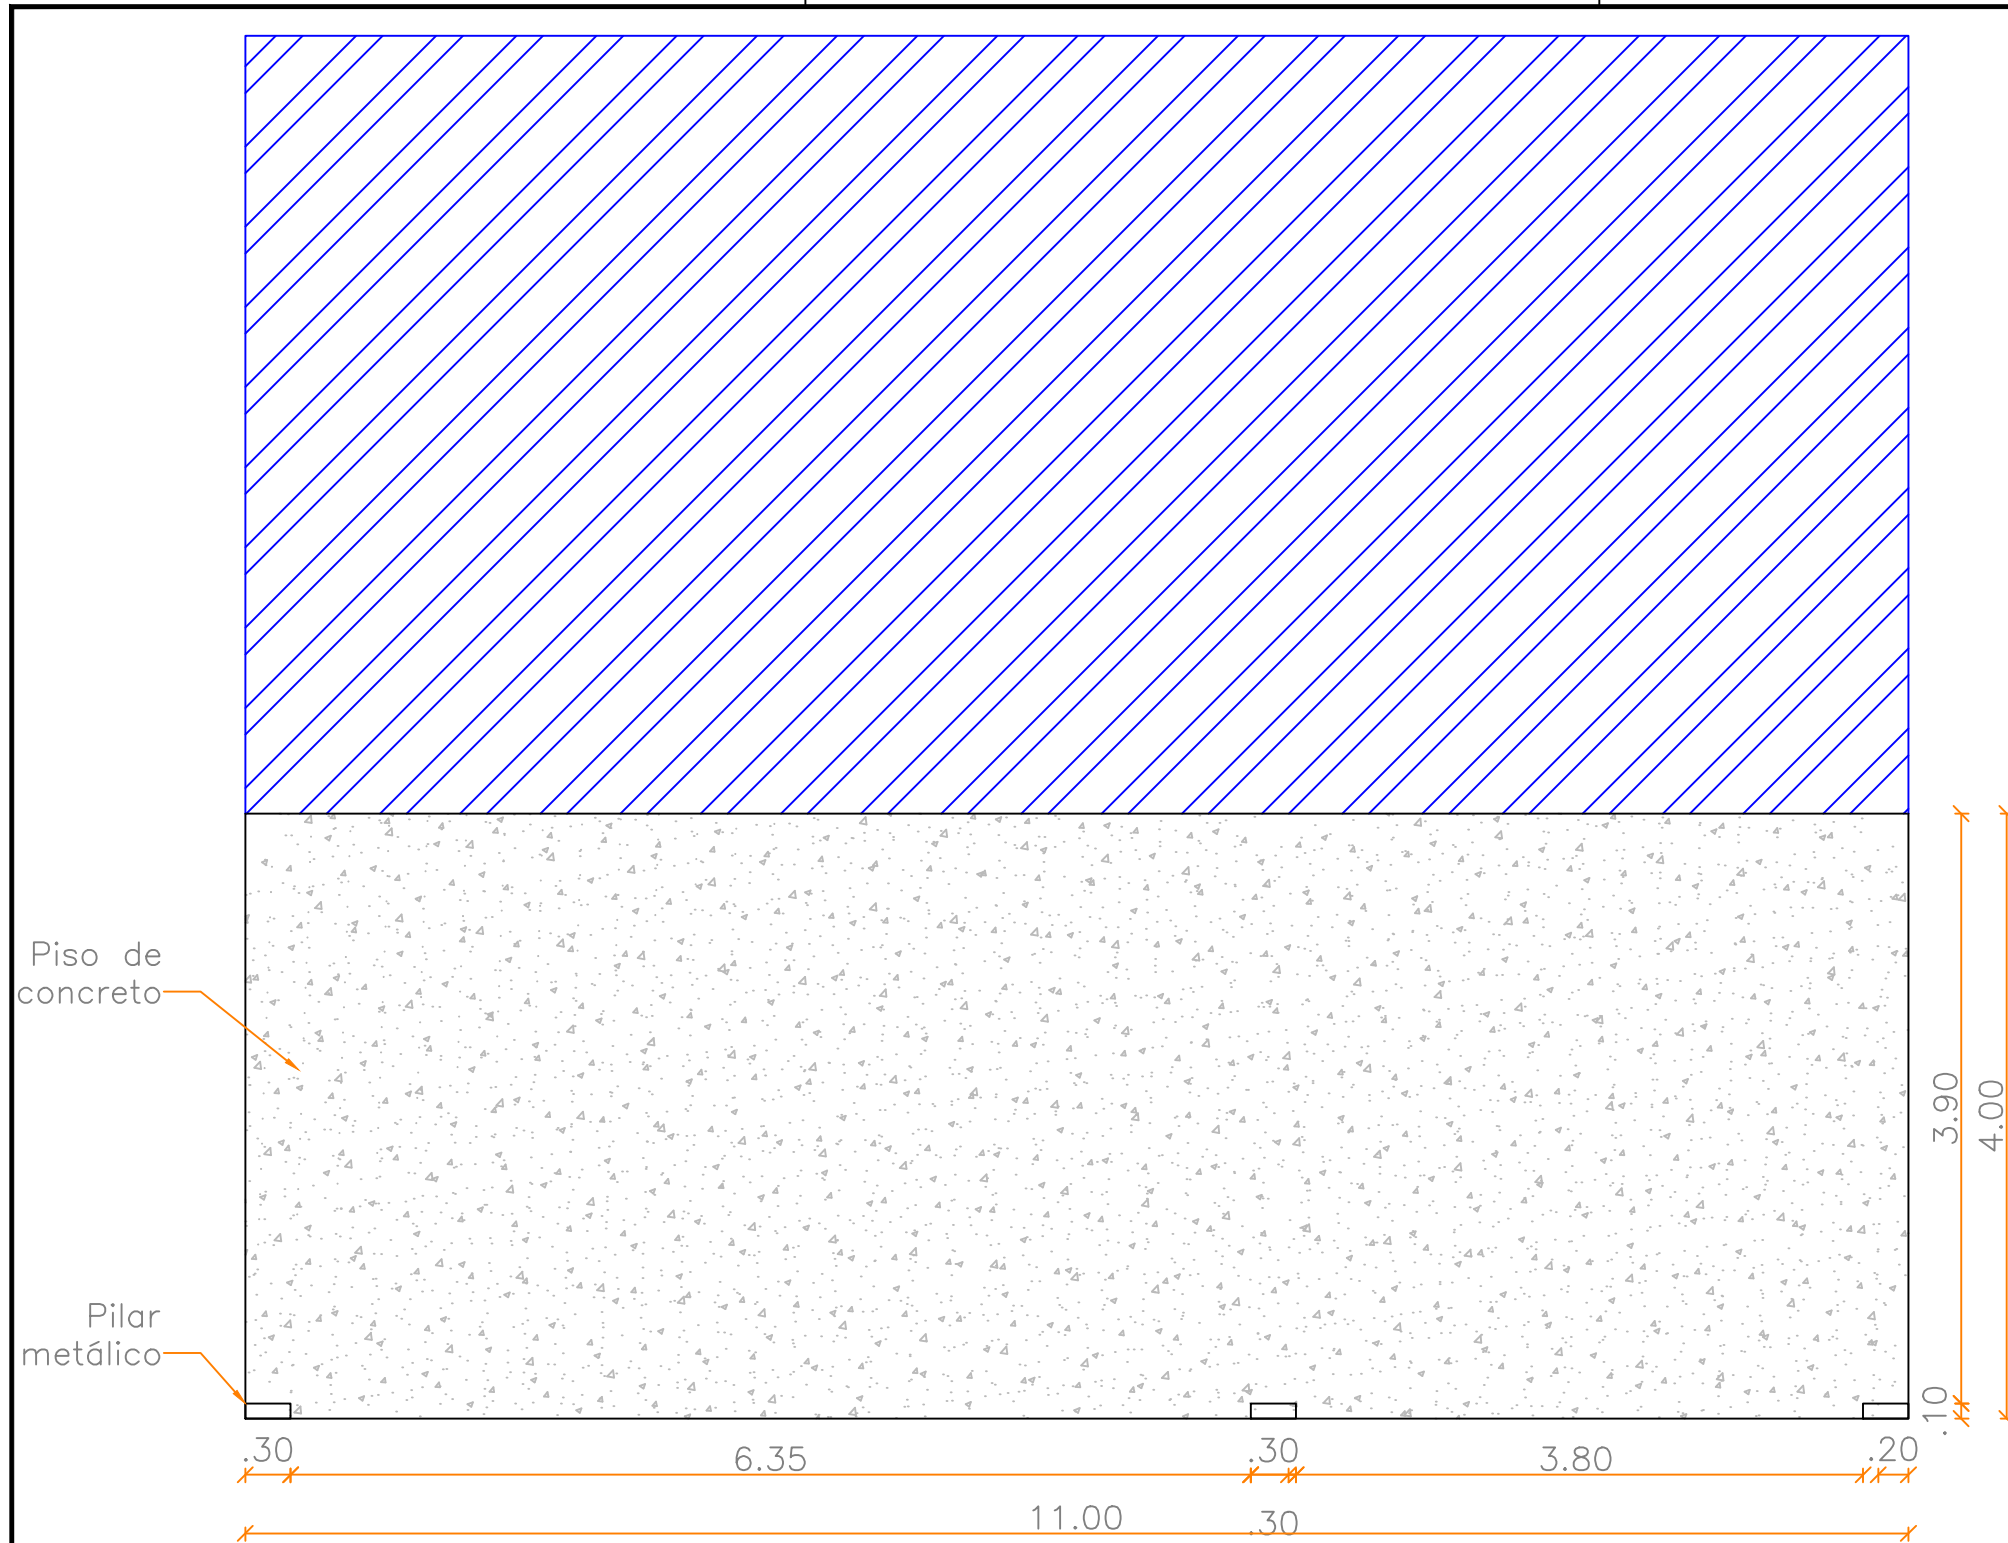 Piso de
concreto
3.90
4.00
Pilar
metálico
.10
.30
6.35
.30
3.80
.20
11.00
.30